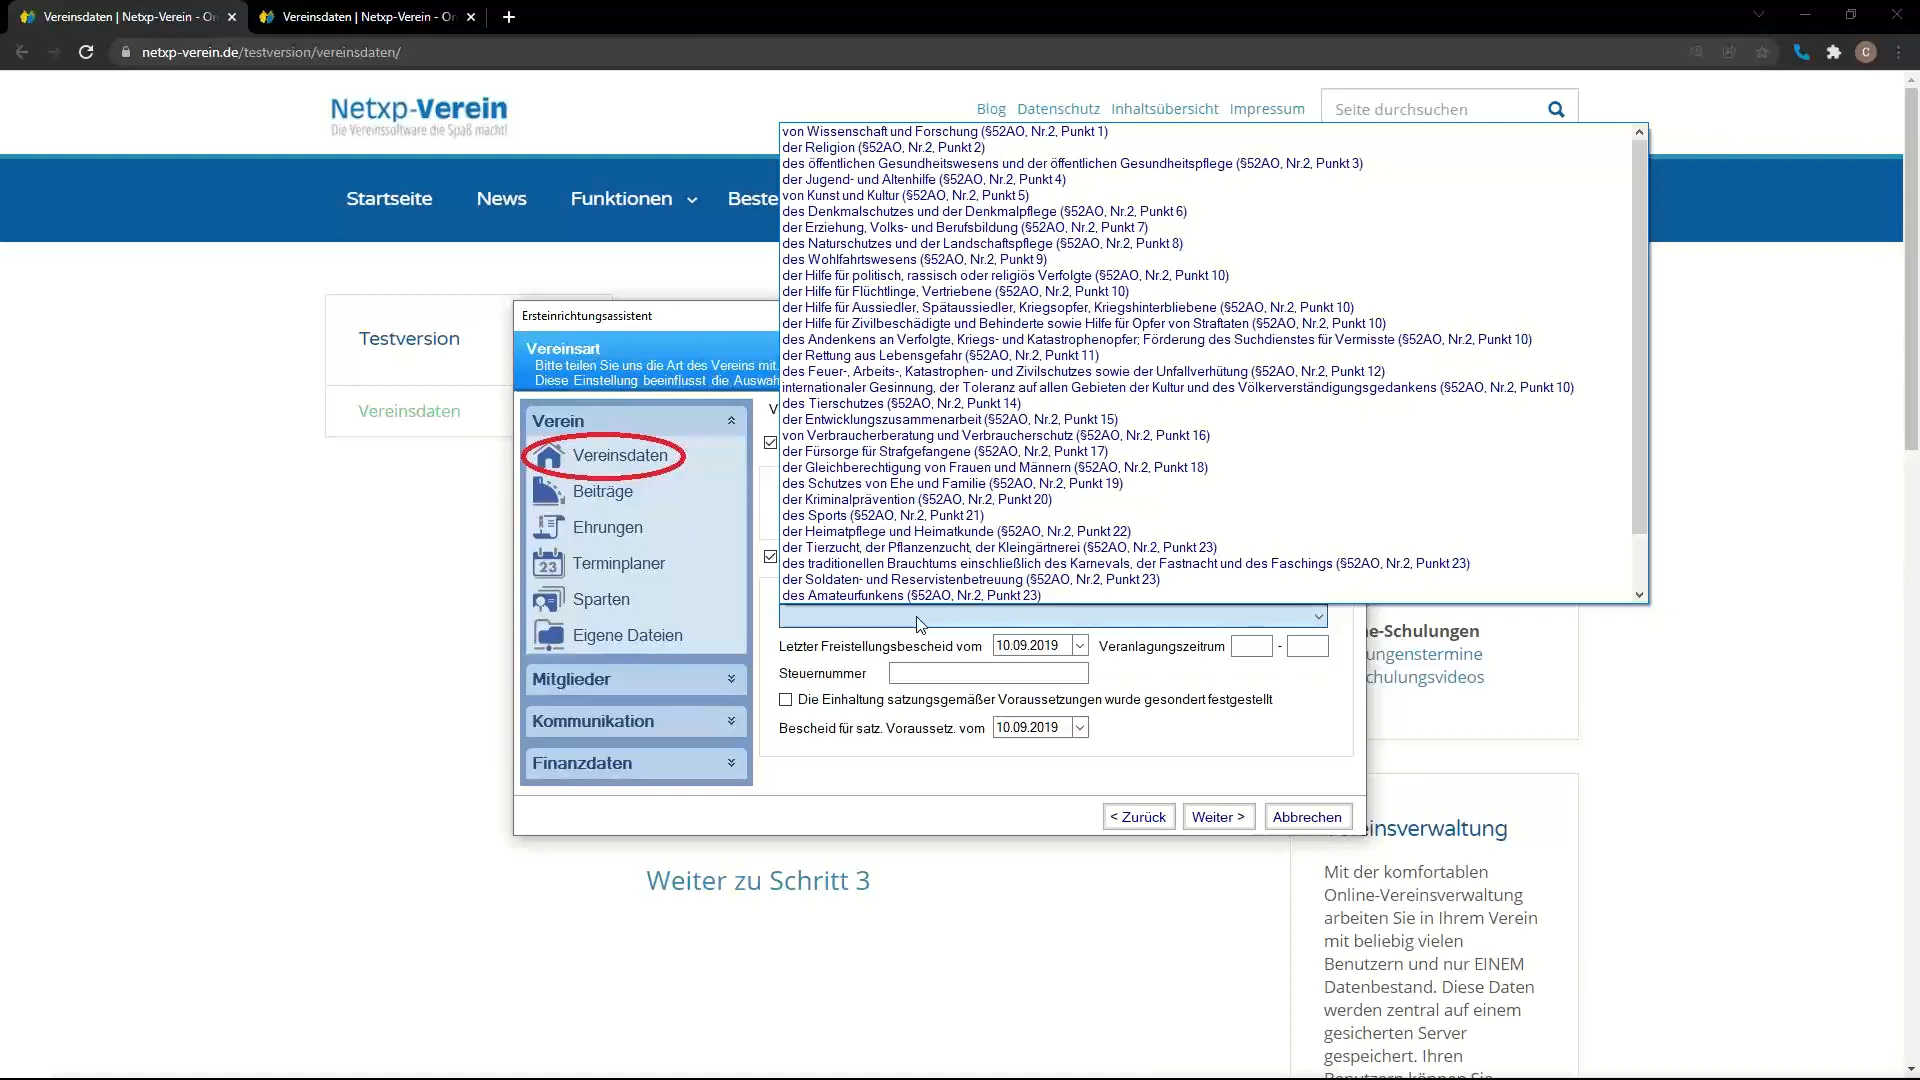 Vereinsdaten | Netxp-Verein - On
Vereinsdaten | Netxp-Verein - On
netxp-verein.de/testversion/vereinsdaten/
C
Netxp-Verein
Die Vereinssoftware die Spaß macht!
Blog Datenschutz Inhaltsübersicht Impressum
Seite durchsuchen
Startseite News Funktionen Beste
von Wissenschaft und Forschung (§52AO, Nr.2, Punkt 1)
der Religion (§52AO, Nr.2, Punkt 2)
des öffentlichen Gesundheitswesens und der öffentlichen Gesundheitspflege (§52AO, Nr.2, Punkt 3)
der Jugend- und Altenhilfe (§52AO, Nr.2, Punkt 4)
von Kunst und Kultur (§52AO, Nr.2, Punkt 5)
des Denkmalschutzes und der Denkmalpflege (§52AO, Nr.2, Punkt 6)
der Erziehung, Volks- und Berufsbildung (§52AO, Nr.2, Punkt 7)
des Naturschutzes und der Landschaftspflege (§52AO, Nr.2, Punkt 8)
des Wohlfahrtswesens (§52AO, Nr.2, Punkt 9)
der Hilfe für politisch, rassisch oder religiös Verfolgte (§52AO, Nr.2, Punkt 10)
der Hilfe für Flüchtlinge, Vertriebene (§52AO, Nr.2, Punkt 10)
der Hilfe für Aussiedler, Spätaussiedler, Kriegsopfer, Kriegshinterbliebene (§52AO, Nr.2, Punkt 10)
der Hilfe für Zivilbeschädigte und Behinderte sowie Hilfe für Opfer von Straftaten (§52AO, Nr.2, Punkt 10)
des Andenkens an Verfolgte, Kriegs- und Katastrophenopfer; Förderung des Suchdienstes für Vermisste (§52AO, Nr.2, Punkt 10)
der Rettung aus Lebensgefahr (§52AO, Nr.2, Punkt 11)
des Feuer-, Arbeits-, Katastrophen- und Zivilschutzes sowie der Unfallverhütung (§52AO, Nr.2, Punkt 12)
internationaler Gesinnung, der Toleranz auf allen Gebieten der Kultur und des Völkerverständigungsgedankens (§52AO, Nr.2, Punkt 10)
des Tierschutzes (§52AO, Nr.2, Punkt 14)
der Entwicklungszusammenarbeit (§52AO, Nr.2, Punkt 15)
von Verbraucherberatung und Verbraucherschutz (§52AO, Nr.2, Punkt 16)
der Fürsorge für Strafgefangene (§52AO, Nr.2, Punkt 17)
der Gleichberechtigung von Frauen und Männern (§52AO, Nr.2, Punkt 18)
des Schutzes von Ehe und Familie (§52AO, Nr.2, Punkt 19)
der Kriminalprävention (§52AO, Nr.2, Punkt 20)
des Sports (§52AO, Nr.2, Punkt 21)
der Heimatpflege und Heimatkunde (§52AO, Nr.2, Punkt 22)
der Tierzucht, der Pflanzenzucht, der Kleingärtnerei (§52AO, Nr.2, Punkt 23)
des traditionellen Brauchtums einschließlich des Karnevals, der Fastnacht und des Faschings (§52AO, Nr.2, Punkt 23)
der Soldaten- und Reservistenbetreuung (§52AO, Nr.2, Punkt 23)
des Amateurfunkens (§52AO, Nr.2, Punkt 23)
Testversion
Vereinsdaten
Ersteinrichtungsassistent
Vereinsart
Bitte teilen Sie uns die Art des Vereins mit.
Diese Einstellung beeinflusst die Auswah
V
Verein
Vereinsdaten
Beiträge
Ehrungen
23 Terminplaner
Sparten
Eigene Dateien
Mitglieder
Kommunikation
Finanzdaten
Letzter Freistellungsbescheid vom 10.09.2019 Veranlagungszeitrum -
Steuernummer
Die Einhaltung satzungsgemäßer Voraussetzungen wurde gesondert festgestellt
Bescheid für satz. Voraussetz. vom 10.09.2019
< Zurück Weiter > Abbrechen
e-Schulungen
ungenstermine
chulungsvideos
Weiter zu Schritt 3
einsverwaltung
Mit der komfortablen
Online-Vereinsverwaltung
arbeiten Sie in Ihrem Verein
mit beliebig vielen
Benutzern und nur EINEM
Datenbestand. Diese Daten
werden zentral auf einem
gesicherten Server
gespeichert. Ihren
Benutzern können Sie